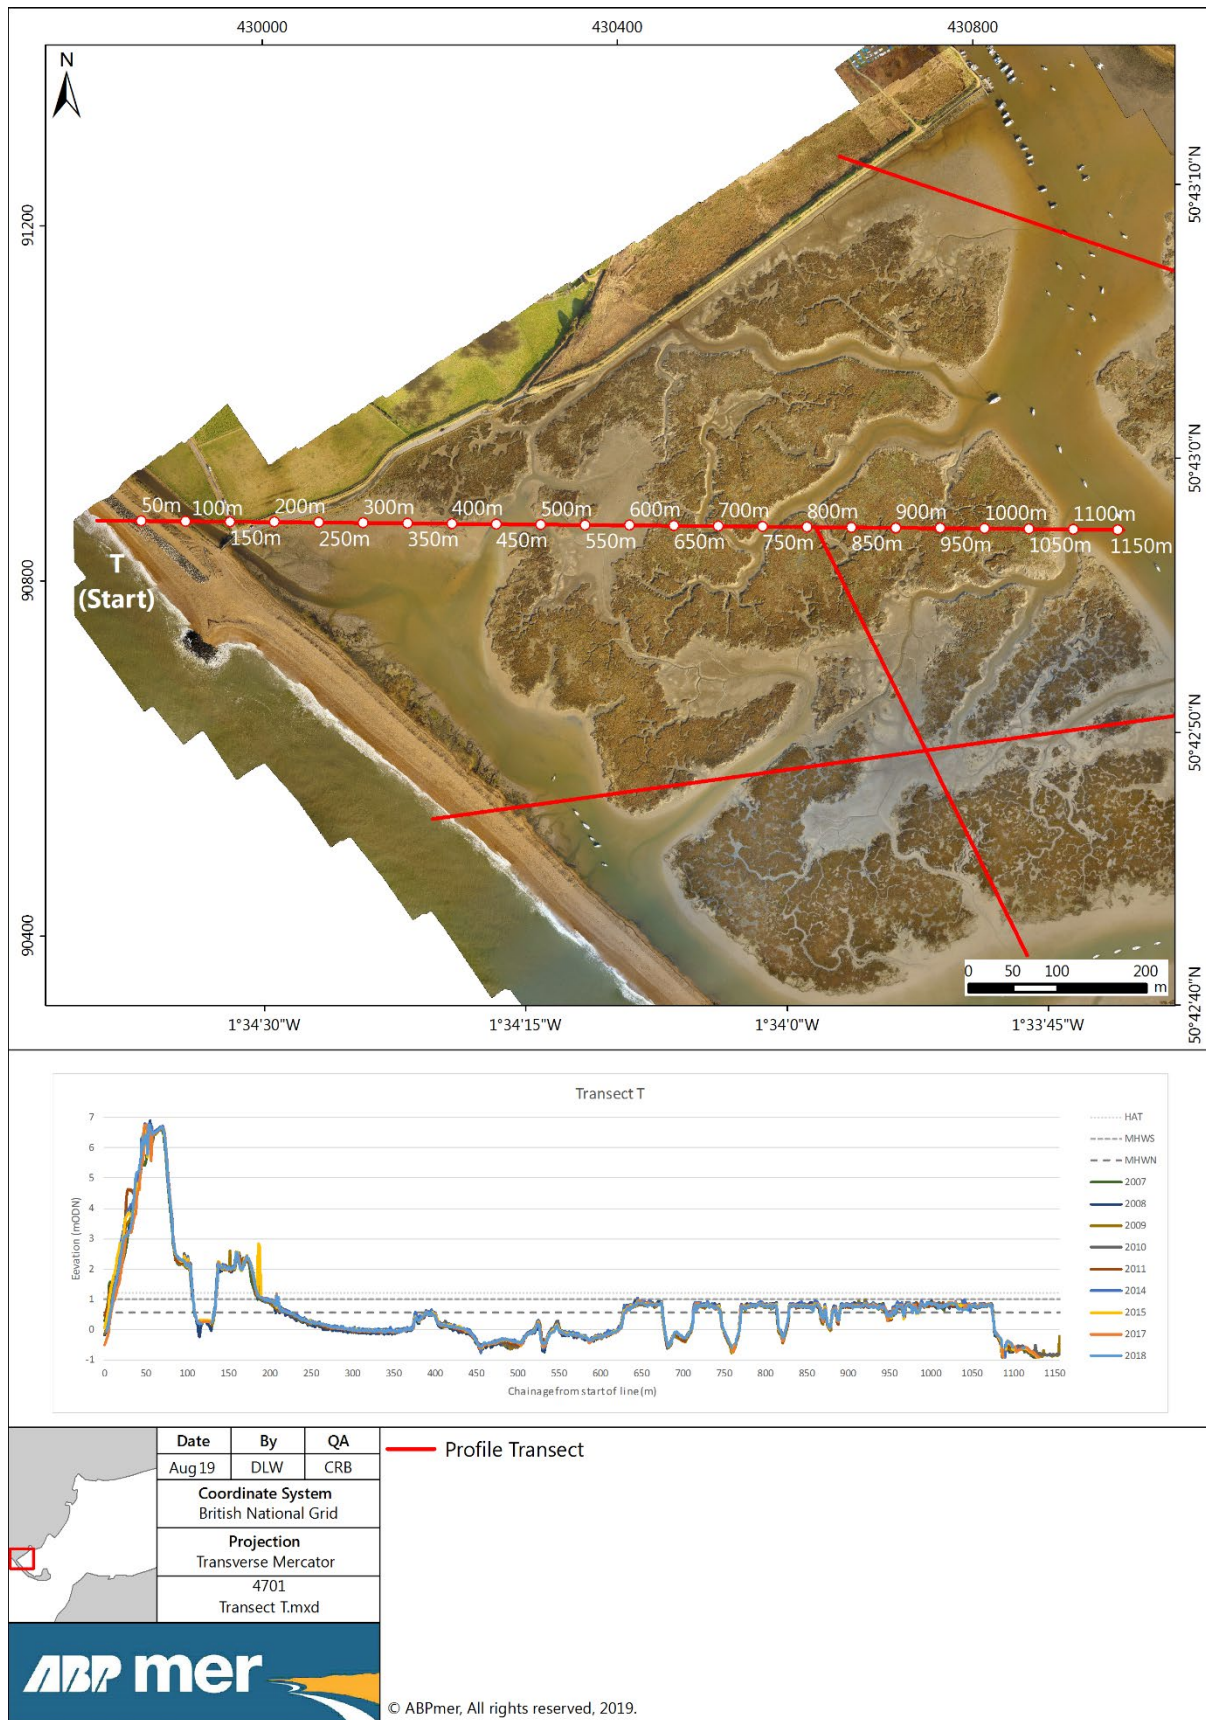 430000 430400 430800
N
50°43'10"N
91200
50°43'0"N
50m 100m 200m 300m 400m 500m 600m 700m 800m 900m 1000m 1100m
150m 250m 350m 450m 550m 650m 750m 850m 950m 1050m 1150m
T
(Start)
90800
50°42'50"N
90400
0 50 100 200
m
50°42'40"N
1°34'30"W 1°34'15"W 1°34'0"W 1°33'45"W
Transect T
7
6
5
4
3
2
1
0
-1
Eevation (mODN)
0 50 100 150 200 250 300 350 400 450 500 550 600 650 700 750 800 850 900 950 1000 1050 1100 1150
Chainage from start of line (m)
HAT
MHWS
MHWN
2007
2008
2009
2010
2011
2014
2015
2017
2018
Date By QA
Aug 19 DLW CRB
Coordinate System
British National Grid
Projection
Transverse Mercator
4701
Transect T.mxd
Profile Transect
ABP mer
© ABPmer, All rights reserved, 2019.